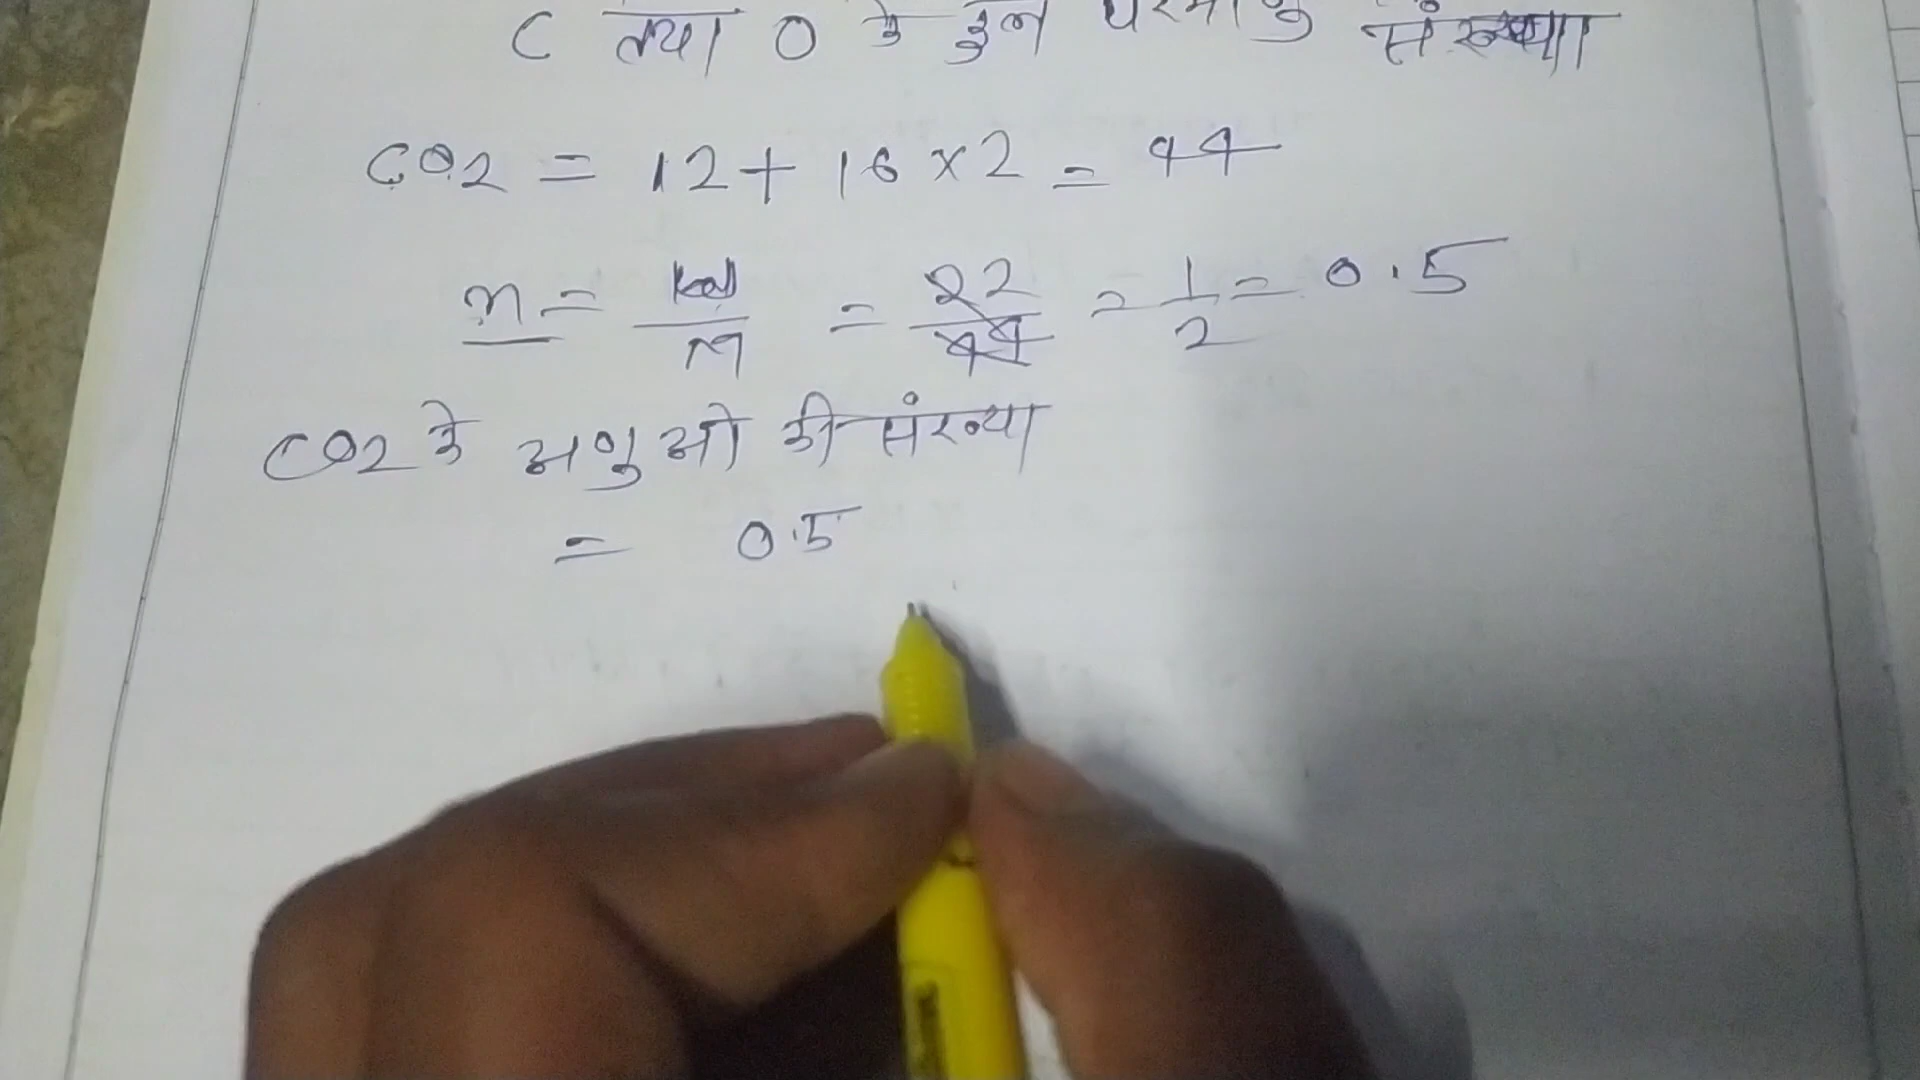 C तथा O के कुल परमाणु संख्या
CO2 = 12 + 16 × 2 = 44
n = w/M = 22/44 = 1/2 = 0.5
CO2 के अणुओ की संख्या
= 0.5